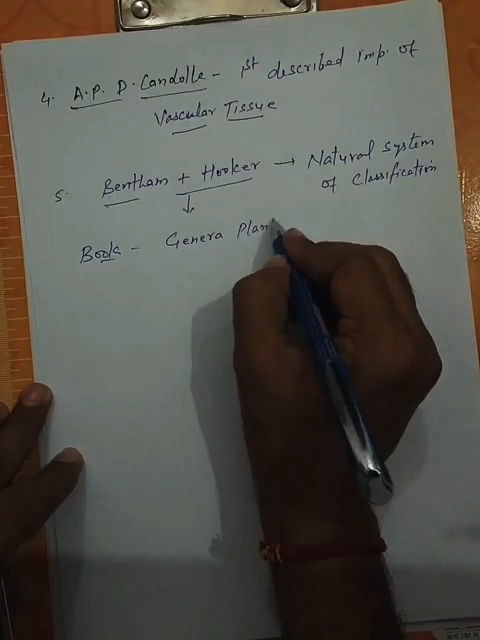 4. A.P. D. Candolle - 1st described imp. of
Vascular Tissue
5. Bentham + Hooker → Natural system
of classification
↓
Book - Genera Plan